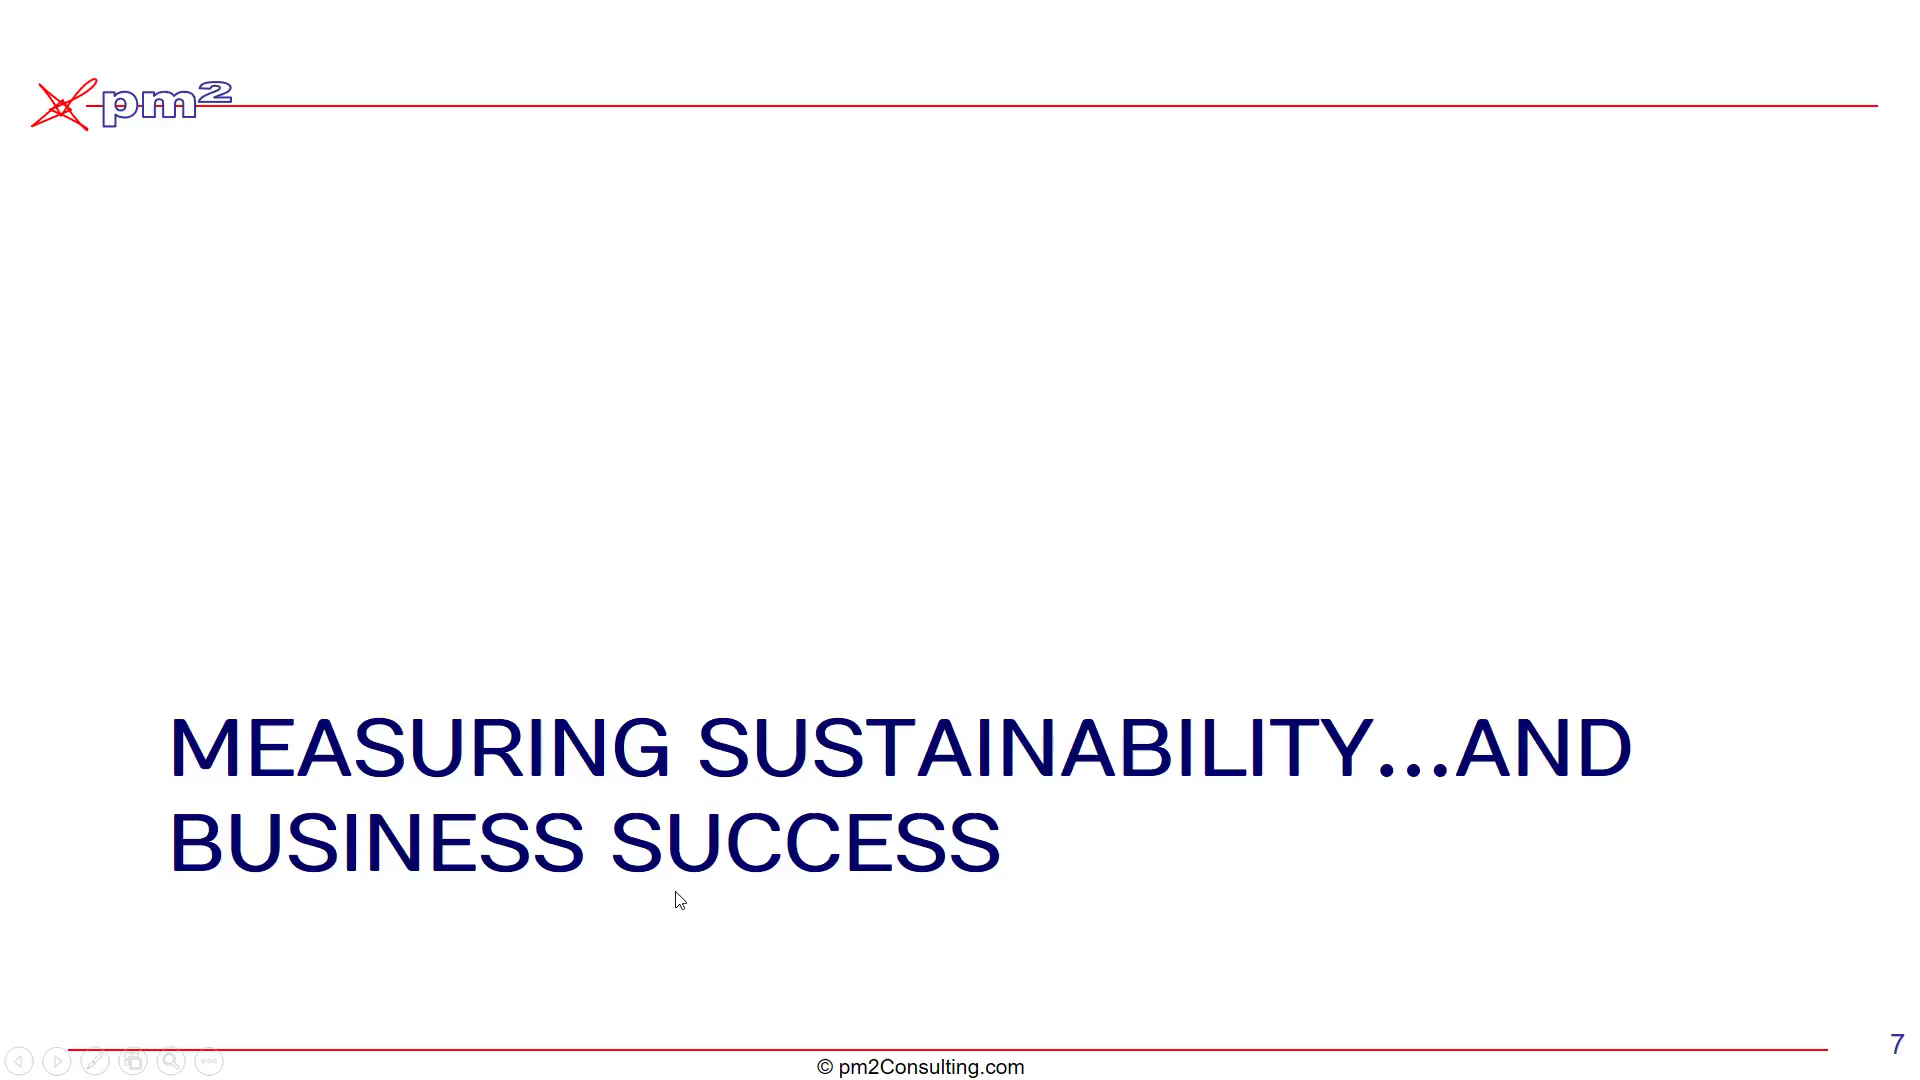 pm²
MEASURING SUSTAINABILITY...AND
BUSINESS SUCCESS
7
© pm2Consulting.com